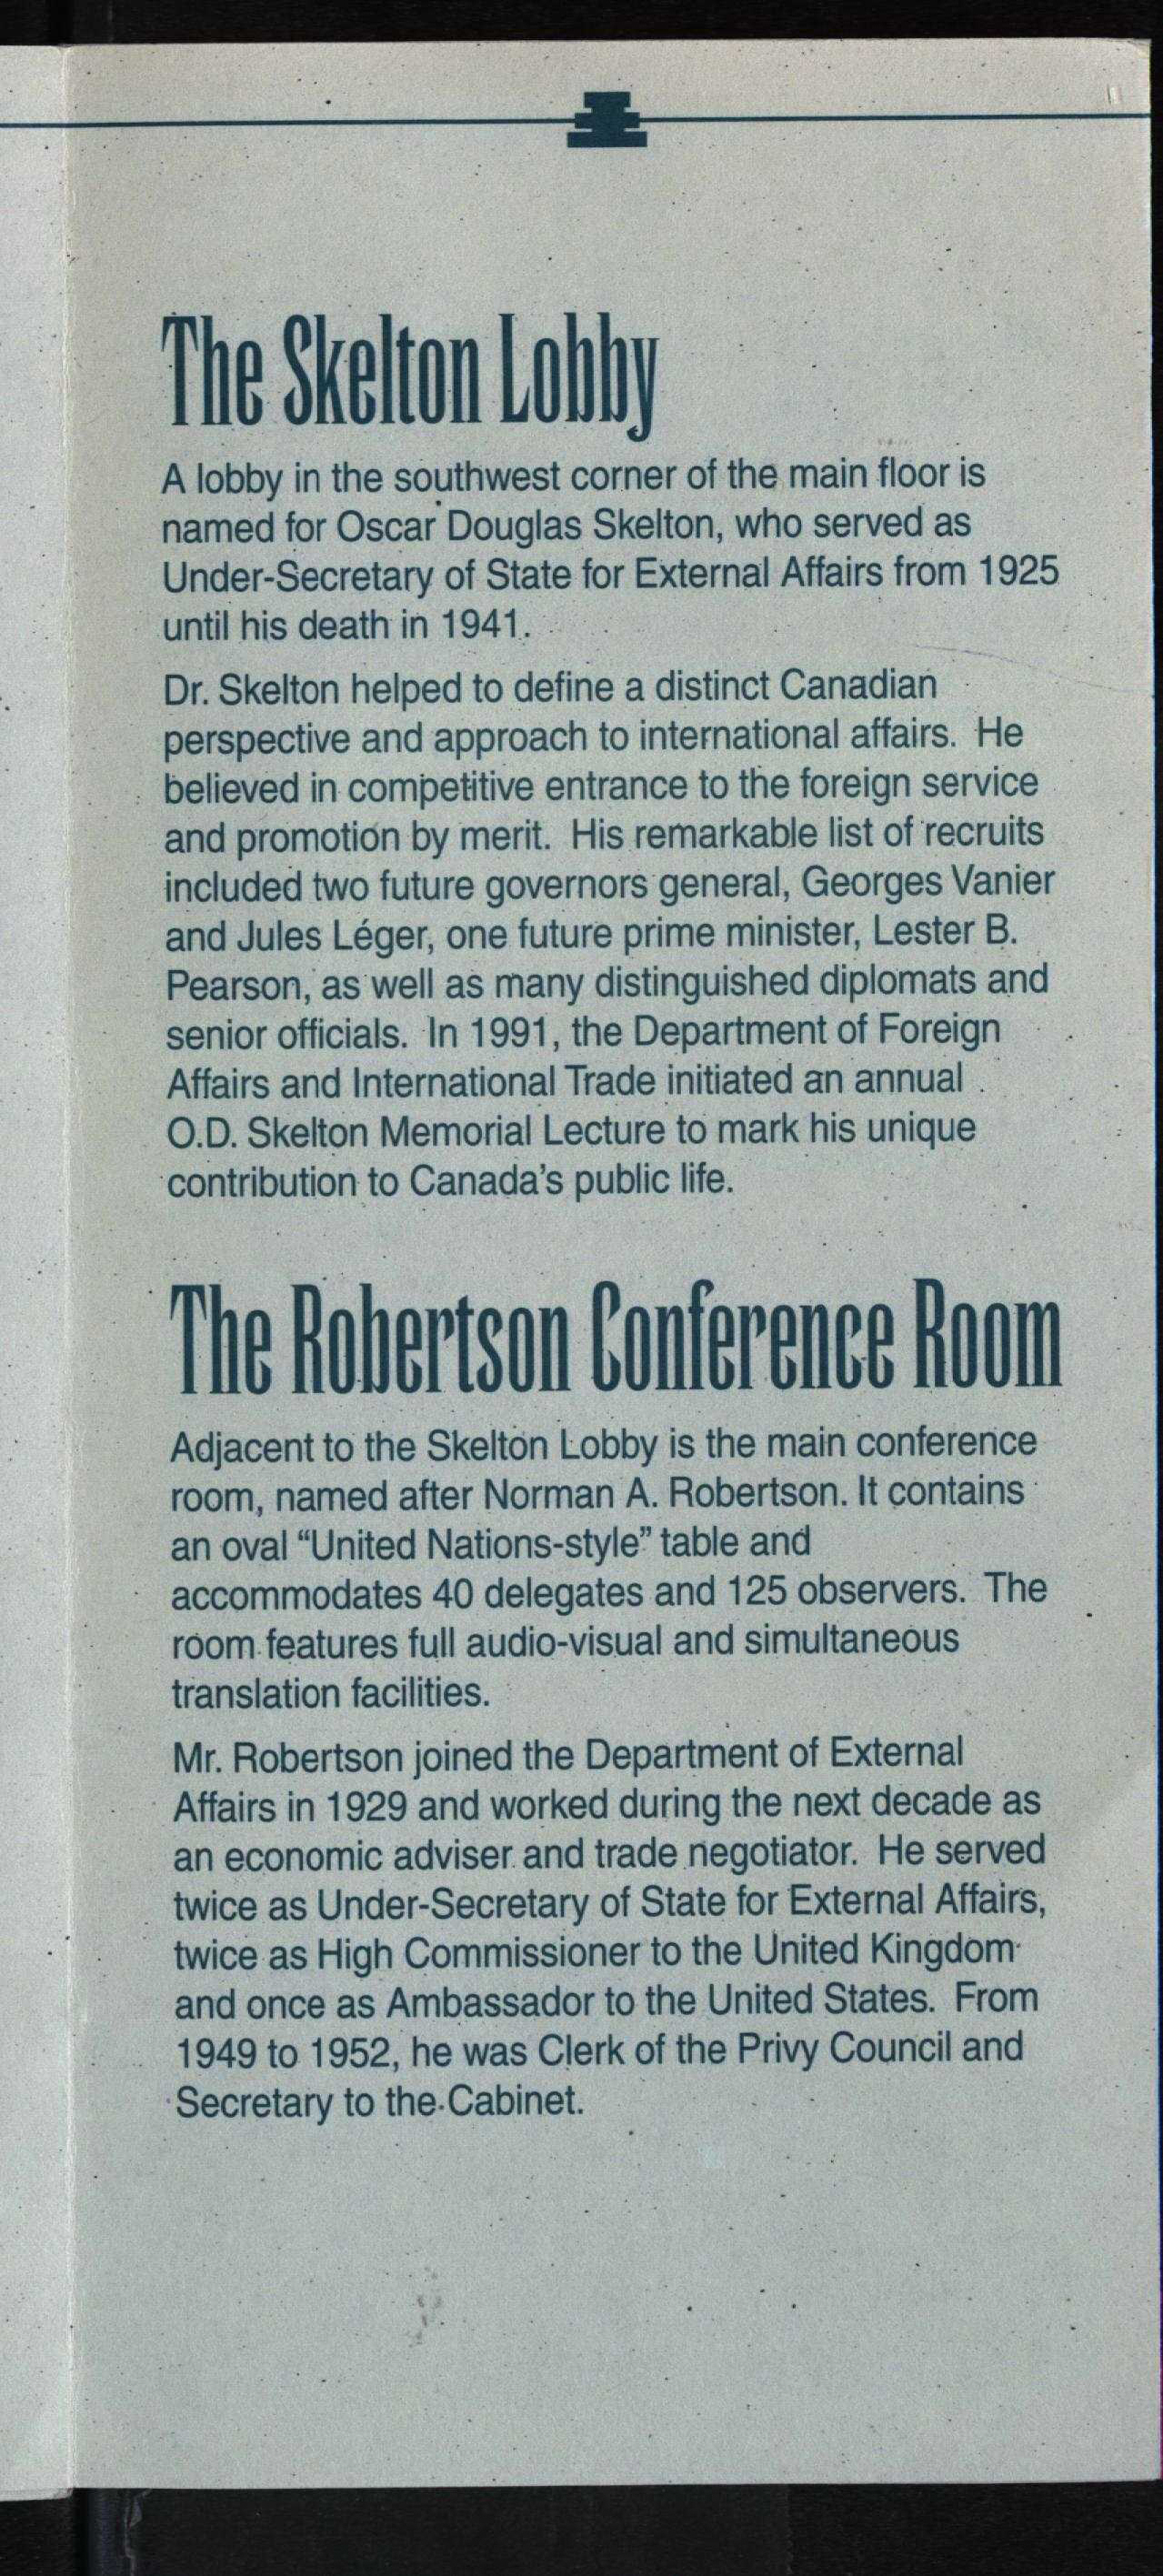 The Skelton Lobby
A lobby in the southwest corner of the main floor is
named for Oscar Douglas Skelton, who served as
Under-Secretary of State for External Affairs from 1925
until his death in 1941.
Dr. Skelton helped to define a distinct Canadian
perspective and approach to international affairs. He
believed in competitive entrance to the foreign service
and promotion by merit. His remarkable list of recruits
included two future governors general, Georges Vanier
and Jules Léger, one future prime minister, Lester B.
Pearson, as well as many distinguished diplomats and
senior officials. In 1991, the Department of Foreign
Affairs and International Trade initiated an annual
O.D. Skelton Memorial Lecture to mark his unique
contribution to Canada's public life.
The Robertson Conference Room
Adjacent to the Skelton Lobby is the main conference
room, named after Norman A. Robertson. It contains
an oval “United Nations-style” table and
accommodates 40 delegates and 125 observers. The
room features full audio-visual and simultaneous
translation facilities.
Mr. Robertson joined the Department of External
Affairs in 1929 and worked during the next decade as
an economic adviser and trade negotiator. He served
twice as Under-Secretary of State for External Affairs,
twice as High Commissioner to the United Kingdom
and once as Ambassador to the United States. From
1949 to 1952, he was Clerk of the Privy Council and
Secretary to the Cabinet.